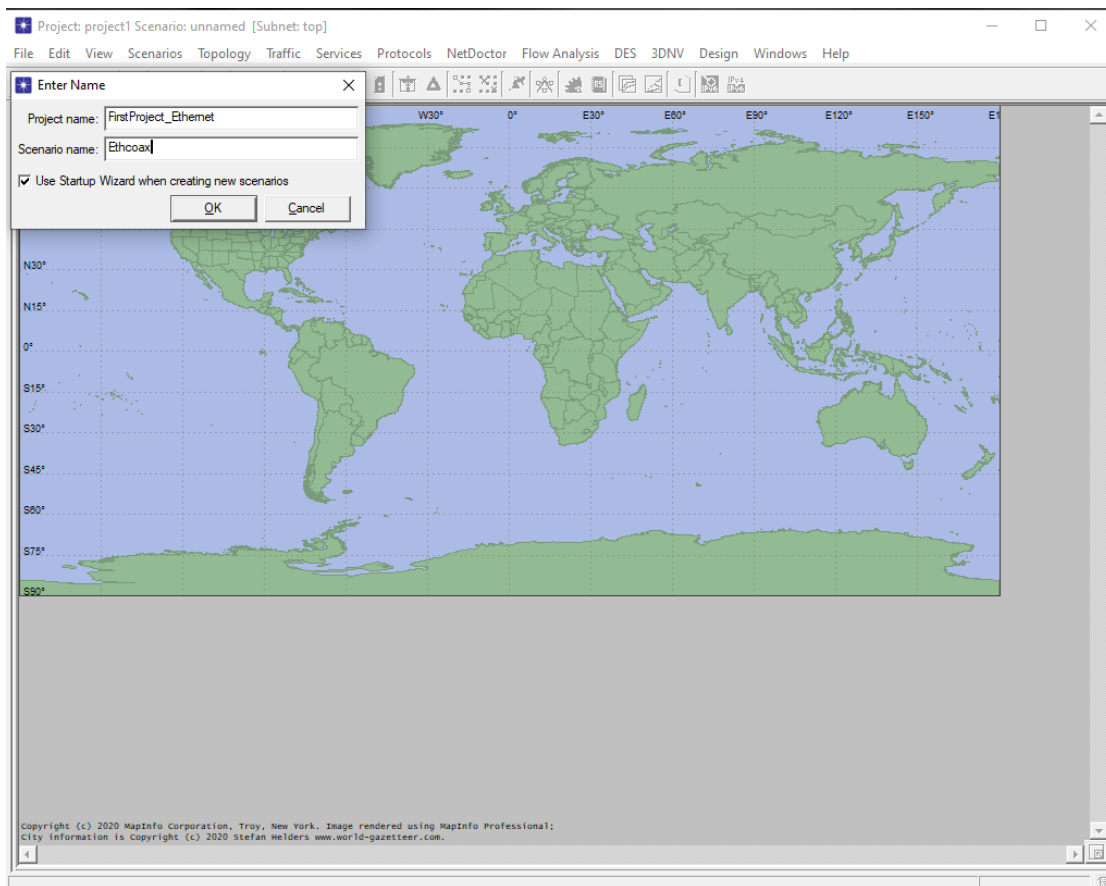 Project: project1 Scenario: unnamed [Subnet: top]
File Edit View Scenarios Topology Traffic Services Protocols NetDoctor Flow Analysis DES 3DNV Design Windows Help
Enter Name
Project name: FirstProject_Ethernet
Scenario name: Ethcoax
Use Startup Wizard when creating new scenarios
OK Cancel
W30° 0° E30° E60° E90° E120° E150° E1
N30°
N15°
0°
S15°
S30°
S45°
S60°
S75°
S90°
Copyright (c) 2020 MapInfo Corporation, Troy, New York. Image rendered using MapInfo Professional;
City information is Copyright (c) 2020 Stefan Helders www.world-gazetteer.com.